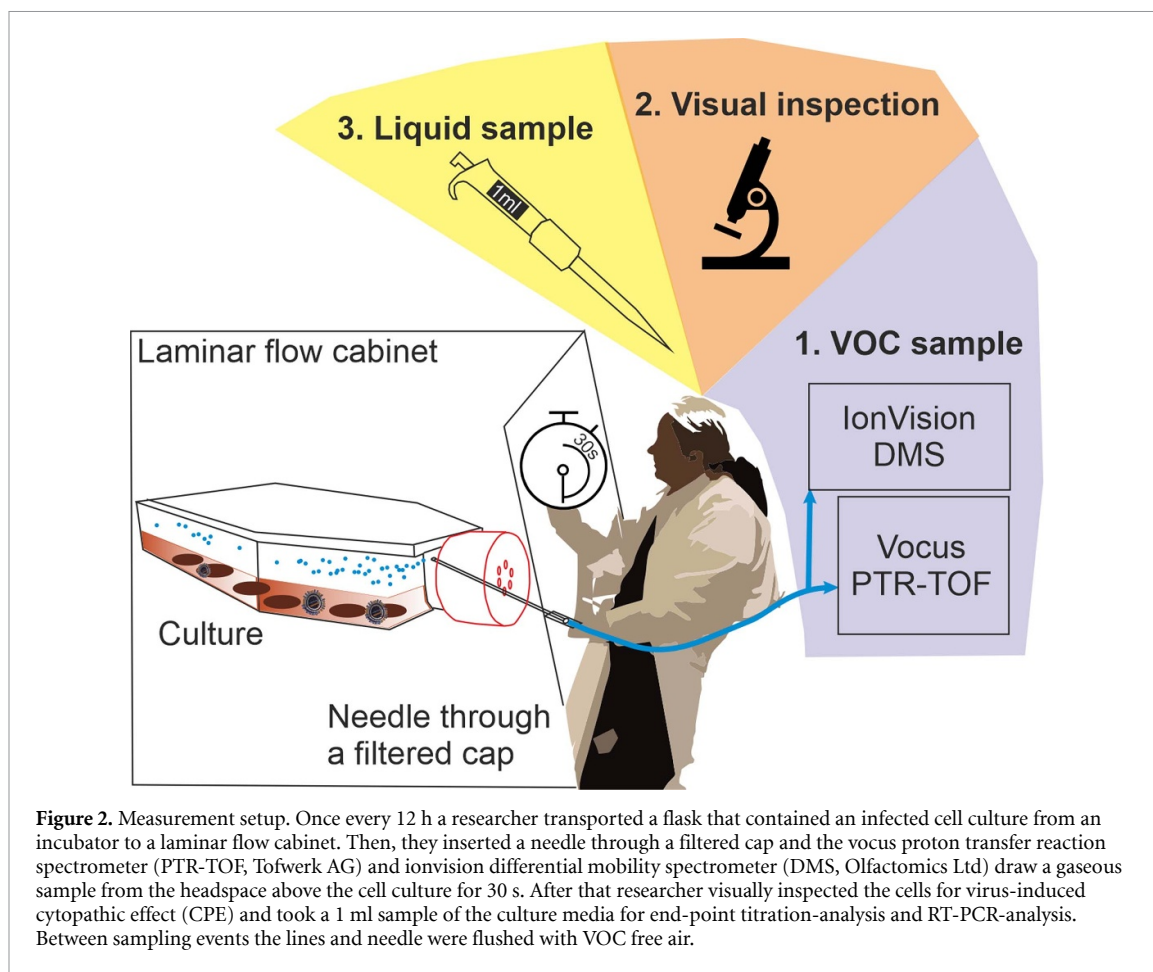 3. Liquid sample
1ml
2. Visual inspection
1. VOC sample
IonVision
DMS
Vocus
PTR-TOF
Laminar flow cabinet
30s
Culture
Needle through
a filtered cap
Figure 2. Measurement setup. Once every 12 h a researcher transported a flask that contained an infected cell culture from an
incubator to a laminar flow cabinet. Then, they inserted a needle through a filtered cap and the vocus proton transfer reaction
spectrometer (PTR-TOF, Tofwerk AG) and ionvision differential mobility spectrometer (DMS, Olfactomics Ltd) draw a gaseous
sample from the headspace above the cell culture for 30 s. After that researcher visually inspected the cells for virus-induced
cytopathic effect (CPE) and took a 1 ml sample of the culture media for end-point titration-analysis and RT-PCR-analysis.
Between sampling events the lines and needle were flushed with VOC free air.